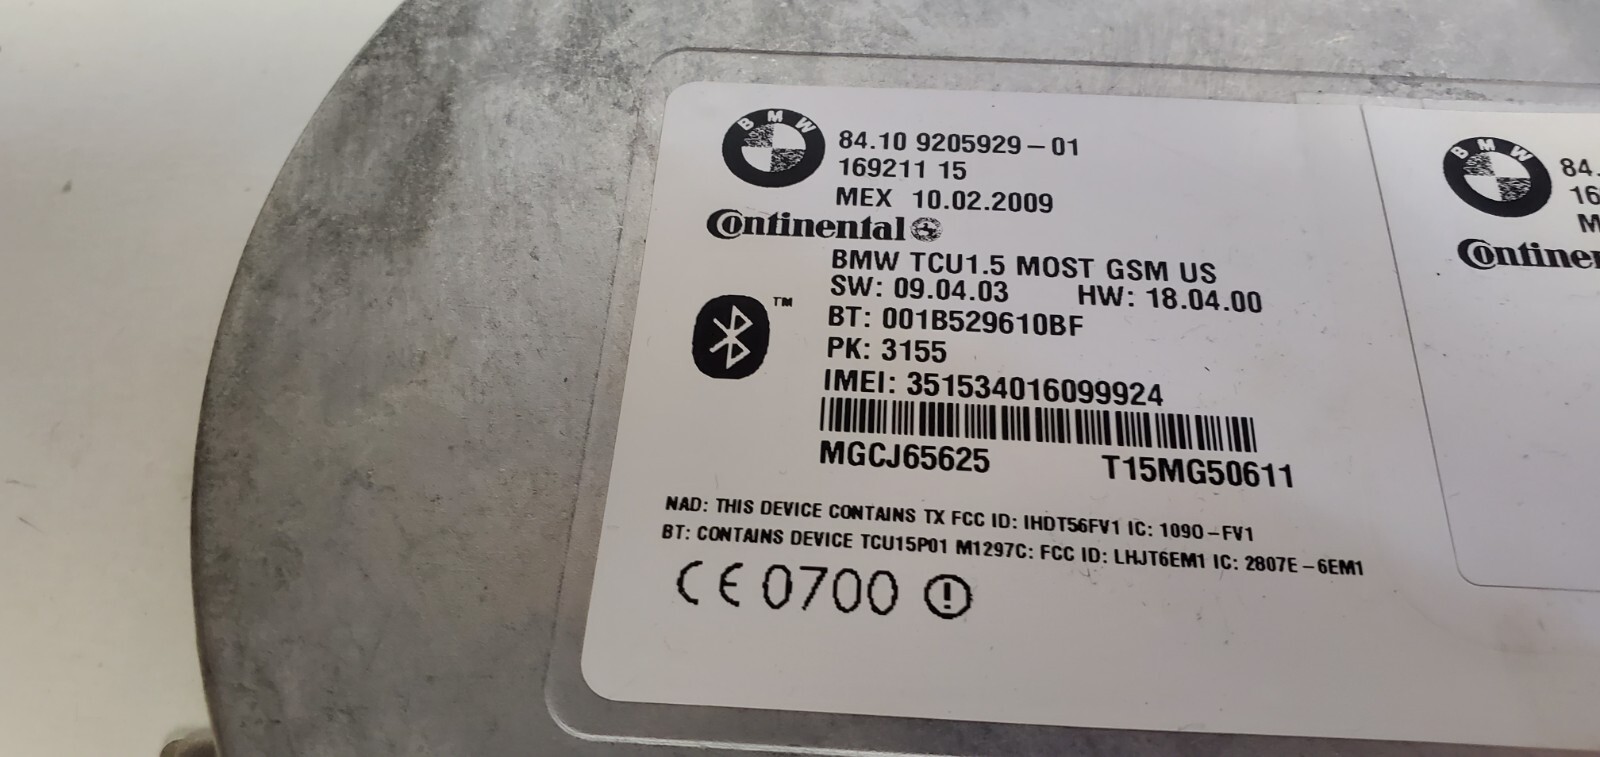 BMW
84.10 9205929-01
169211 15
MEX 10.02.2009
Continental
BMW TCU1.5 MOST GSM US
SW: 09.04.03 HW: 18.04.00
BT: 001B529610BF
PK: 3155
IMEI: 351534016099924
MGCJ65625 T15MG50611
NAD: THIS DEVICE CONTAINS TX FCC ID: IHDT56FV1 IC: 1090-FV1
BT: CONTAINS DEVICE TCU15P01 M1297C: FCC ID: LHJT6EM1 IC: 2807E-6EM1
CE 0700
TM
BMW
84.
16
M
Contine